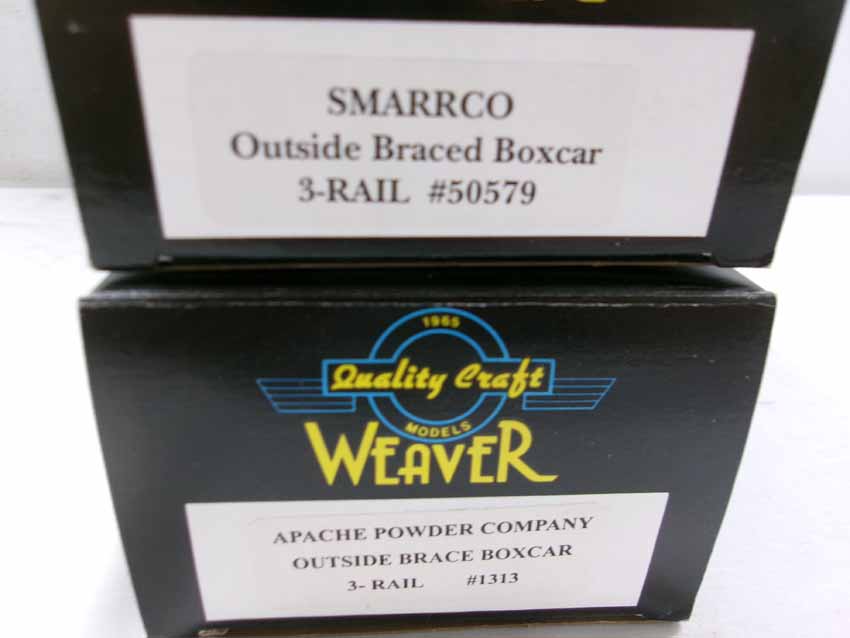 SMARRCO
Outside Braced Boxcar
3-RAIL #50579
1965
Quality Craft
MODELS
WEAVER
APACHE POWDER COMPANY
OUTSIDE BRACE BOXCAR
3- RAIL #1313